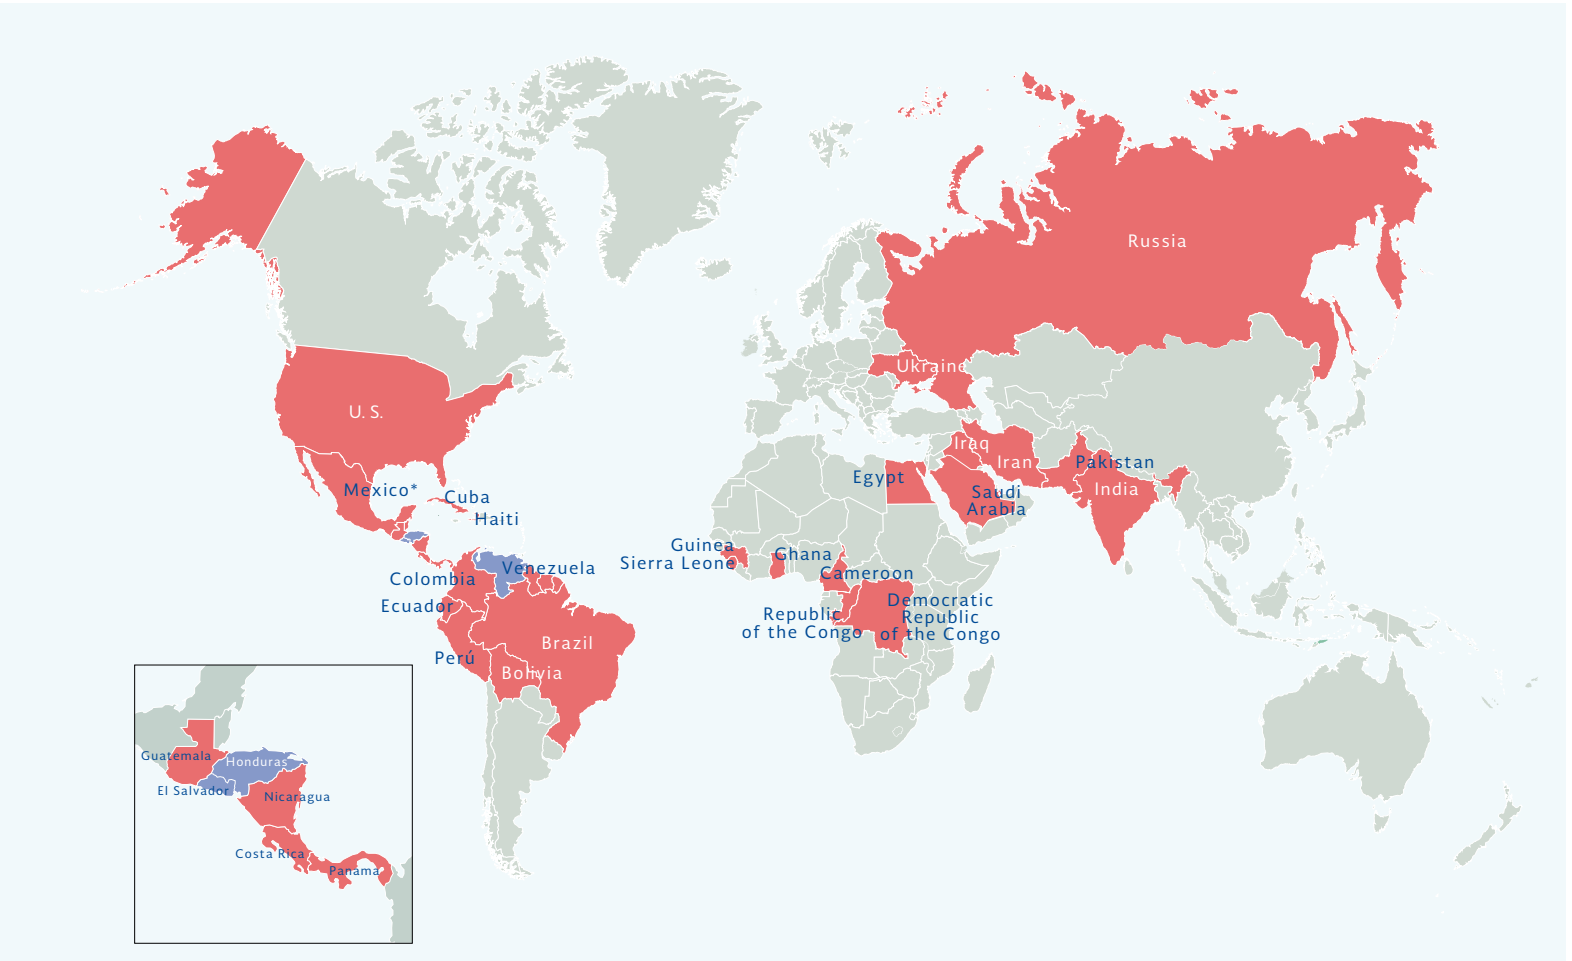 Russia
Ukraine
U. S.
Iraq
Iran
Pakistan
Egypt
India
Mexico*
Cuba
Saudi
Arabia
Haiti
Guinea
Ghana
Sierra Leone
Venezuela
Cameroon
Colombia
Ecuador
Democratic
Republic
of the Congo
Republic
of the Congo
Brazil
Perú
Bolivia
Guatemala
Honduras
El Salvador
Nicaragua
Costa Rica
Panama